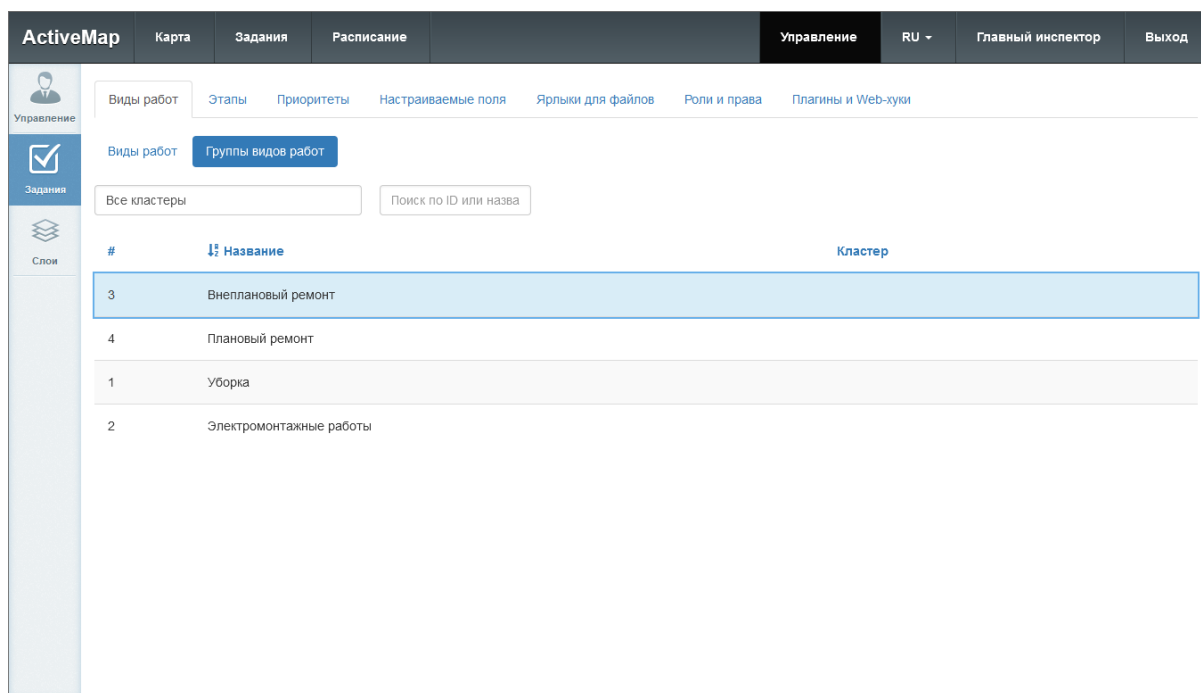 ActiveMap Карта Задания Расписание Управление RU Главный инспектор Выход
Управление
Задания
Слои
Виды работ Этапы Приоритеты Настраиваемые поля Ярлыки для файлов Роли и права Плагины и Web-хуки
Виды работ Группы видов работ
Все кластеры Поиск по ID или назва
# Название Кластер
3 Внеплановый ремонт
4 Плановый ремонт
1 Уборка
2 Электромонтажные работы